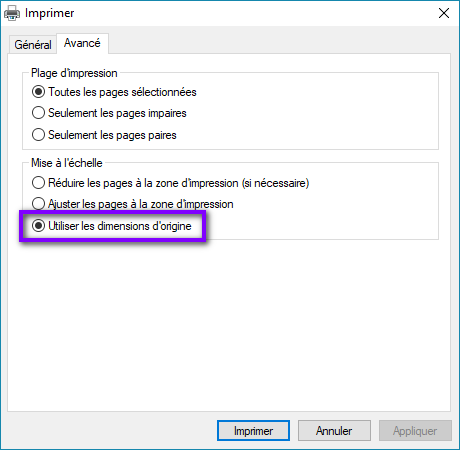 Imprimer
Général
Avancé
Plage d'impression
Toutes les pages sélectionnées
Seulement les pages impaires
Seulement les pages paires
Mise à l'échelle
Réduire les pages à la zone d'impression (si nécessaire)
Ajuster les pages à la zone d'impression
Utiliser les dimensions d'origine
Imprimer
Annuler
Appliquer